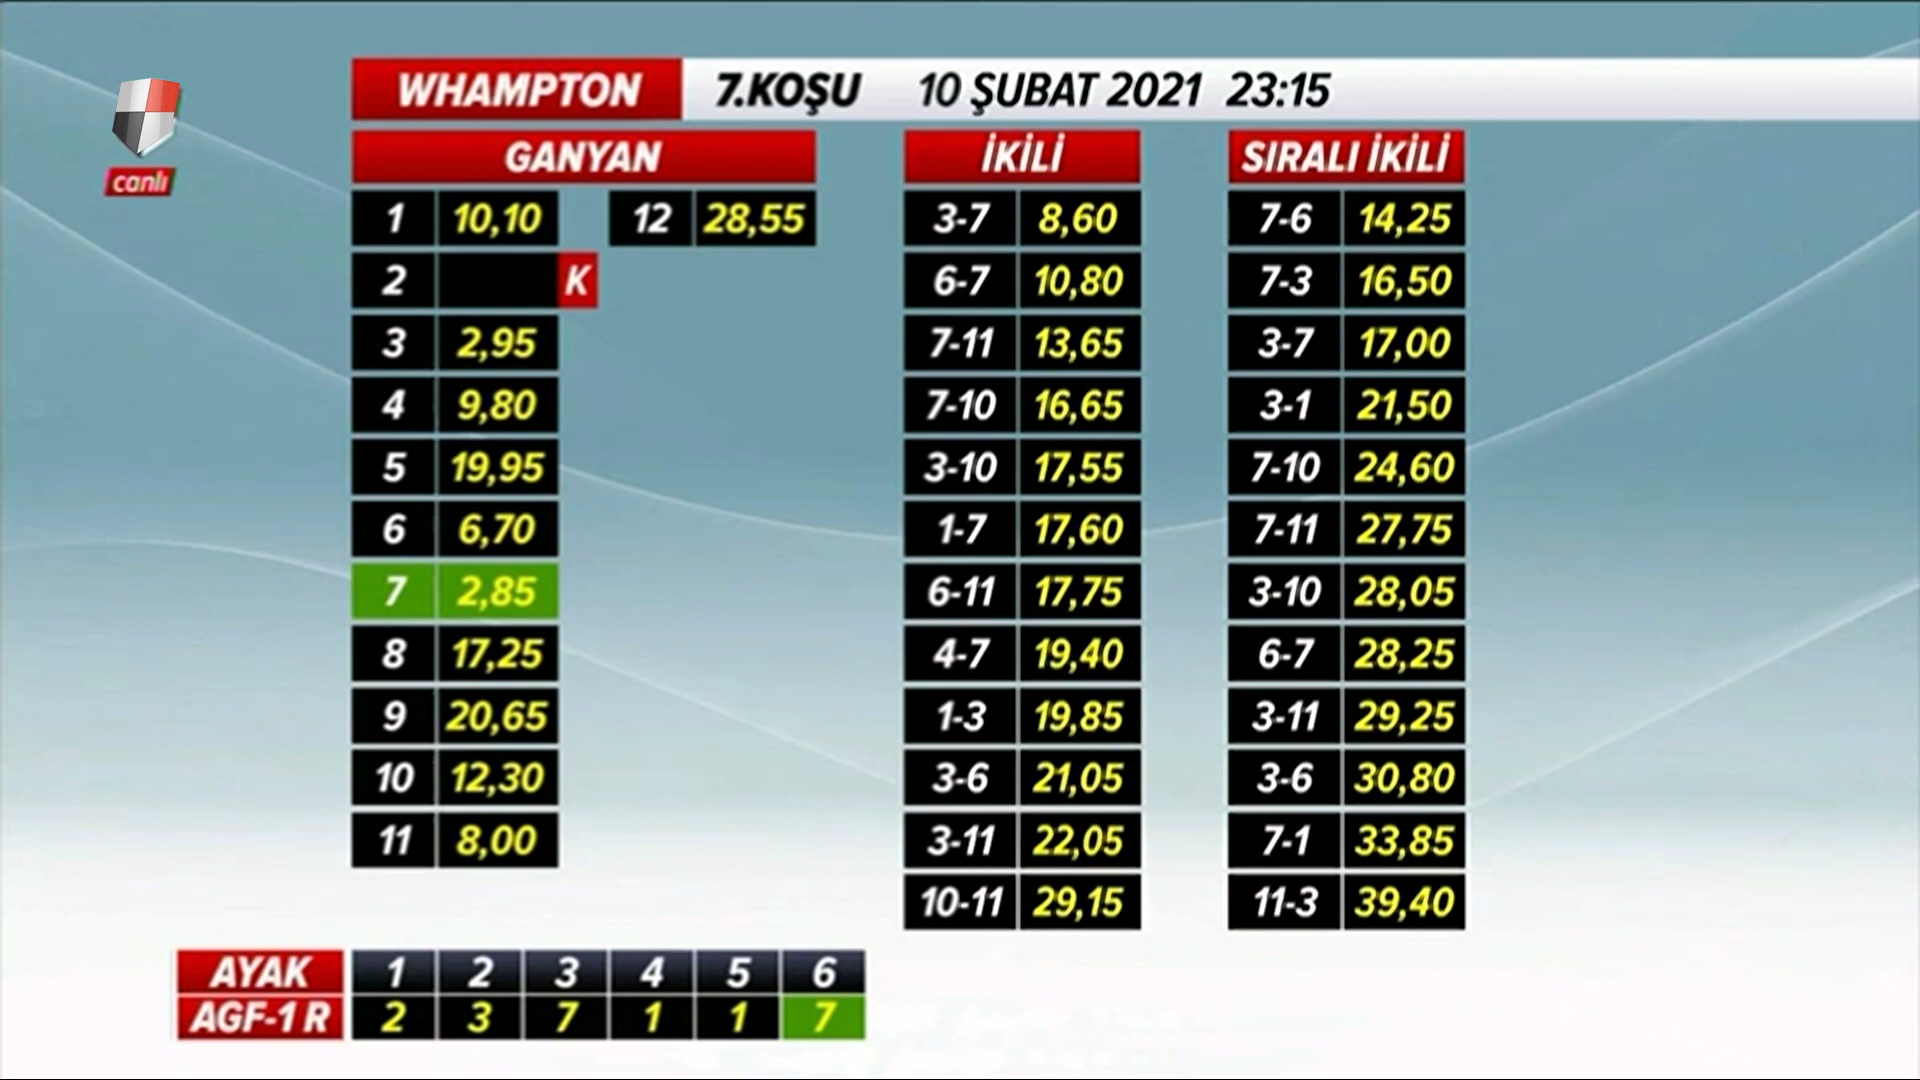 WHAMPTON 7.KOŞU 10 ŞUBAT 2021 23:15
canlı
GANYAN İKİLİ SIRALI İKİLİ
1 10,10 12 28,55 3-7 8,60 7-6 14,25
2 K 6-7 10,80 7-3 16,50
3 2,95 7-11 13,65 3-7 17,00
4 9,80 7-10 16,65 3-1 21,50
5 19,95 3-10 17,55 7-10 24,60
6 6,70 1-7 17,60 7-11 27,75
7 2,85 6-11 17,75 3-10 28,05
8 17,25 4-7 19,40 6-7 28,25
9 20,65 1-3 19,85 3-11 29,25
10 12,30 3-6 21,05 3-6 30,80
11 8,00 3-11 22,05 7-1 33,85
10-11 29,15 11-3 39,40
AYAK 1 2 3 4 5 6
AGF-1 R 2 3 7 1 1 7